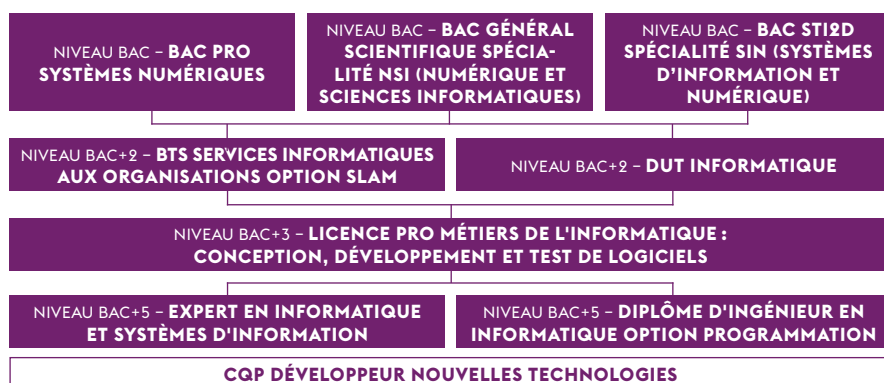 NIVEAU BAC – BAC PRO
SYSTÈMES NUMÉRIQUES
NIVEAU BAC – BAC GÉNÉRAL
SCIENTIFIQUE SPÉCIA-
LITÉ NSI (NUMÉRIQUE ET
SCIENCES INFORMATIQUES)
NIVEAU BAC – BAC STI2D
SPÉCIALITÉ SIN (SYSTÈMES
D’INFORMATION ET
NUMÉRIQUE)
NIVEAU BAC+2 – BTS SERVICES INFORMATIQUES
AUX ORGANISATIONS OPTION SLAM
NIVEAU BAC+2 – DUT INFORMATIQUE
NIVEAU BAC+3 – LICENCE PRO MÉTIERS DE L'INFORMATIQUE :
CONCEPTION, DÉVELOPPEMENT ET TEST DE LOGICIELS
NIVEAU BAC+5 – EXPERT EN INFORMATIQUE
ET SYSTÈMES D'INFORMATION
NIVEAU BAC+5 – DIPLÔME D'INGÉNIEUR EN
INFORMATIQUE OPTION PROGRAMMATION
CQP DÉVELOPPEUR NOUVELLES TECHNOLOGIES